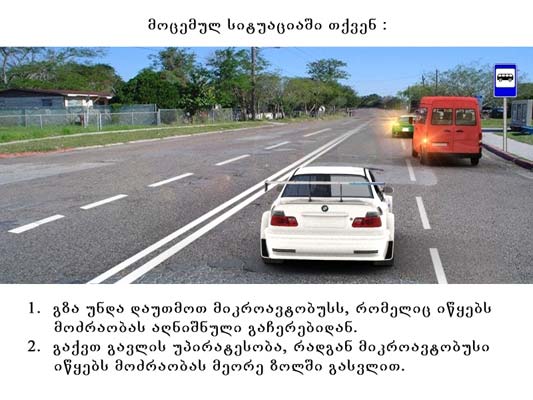 მოცემულ სიტუაციაში თქვენ :
1. გზა უნდა დაუთმოთ მიკროავტობუსს, რომელიც იწყებს
მოძრაობას აღნიშნული გაჩერებიდან.
2. გაქვთ გავლის უპირატესობა, რადგან მიკროავტობუსი
იწყებს მოძრაობას მეორე ზოლში გასვლით.